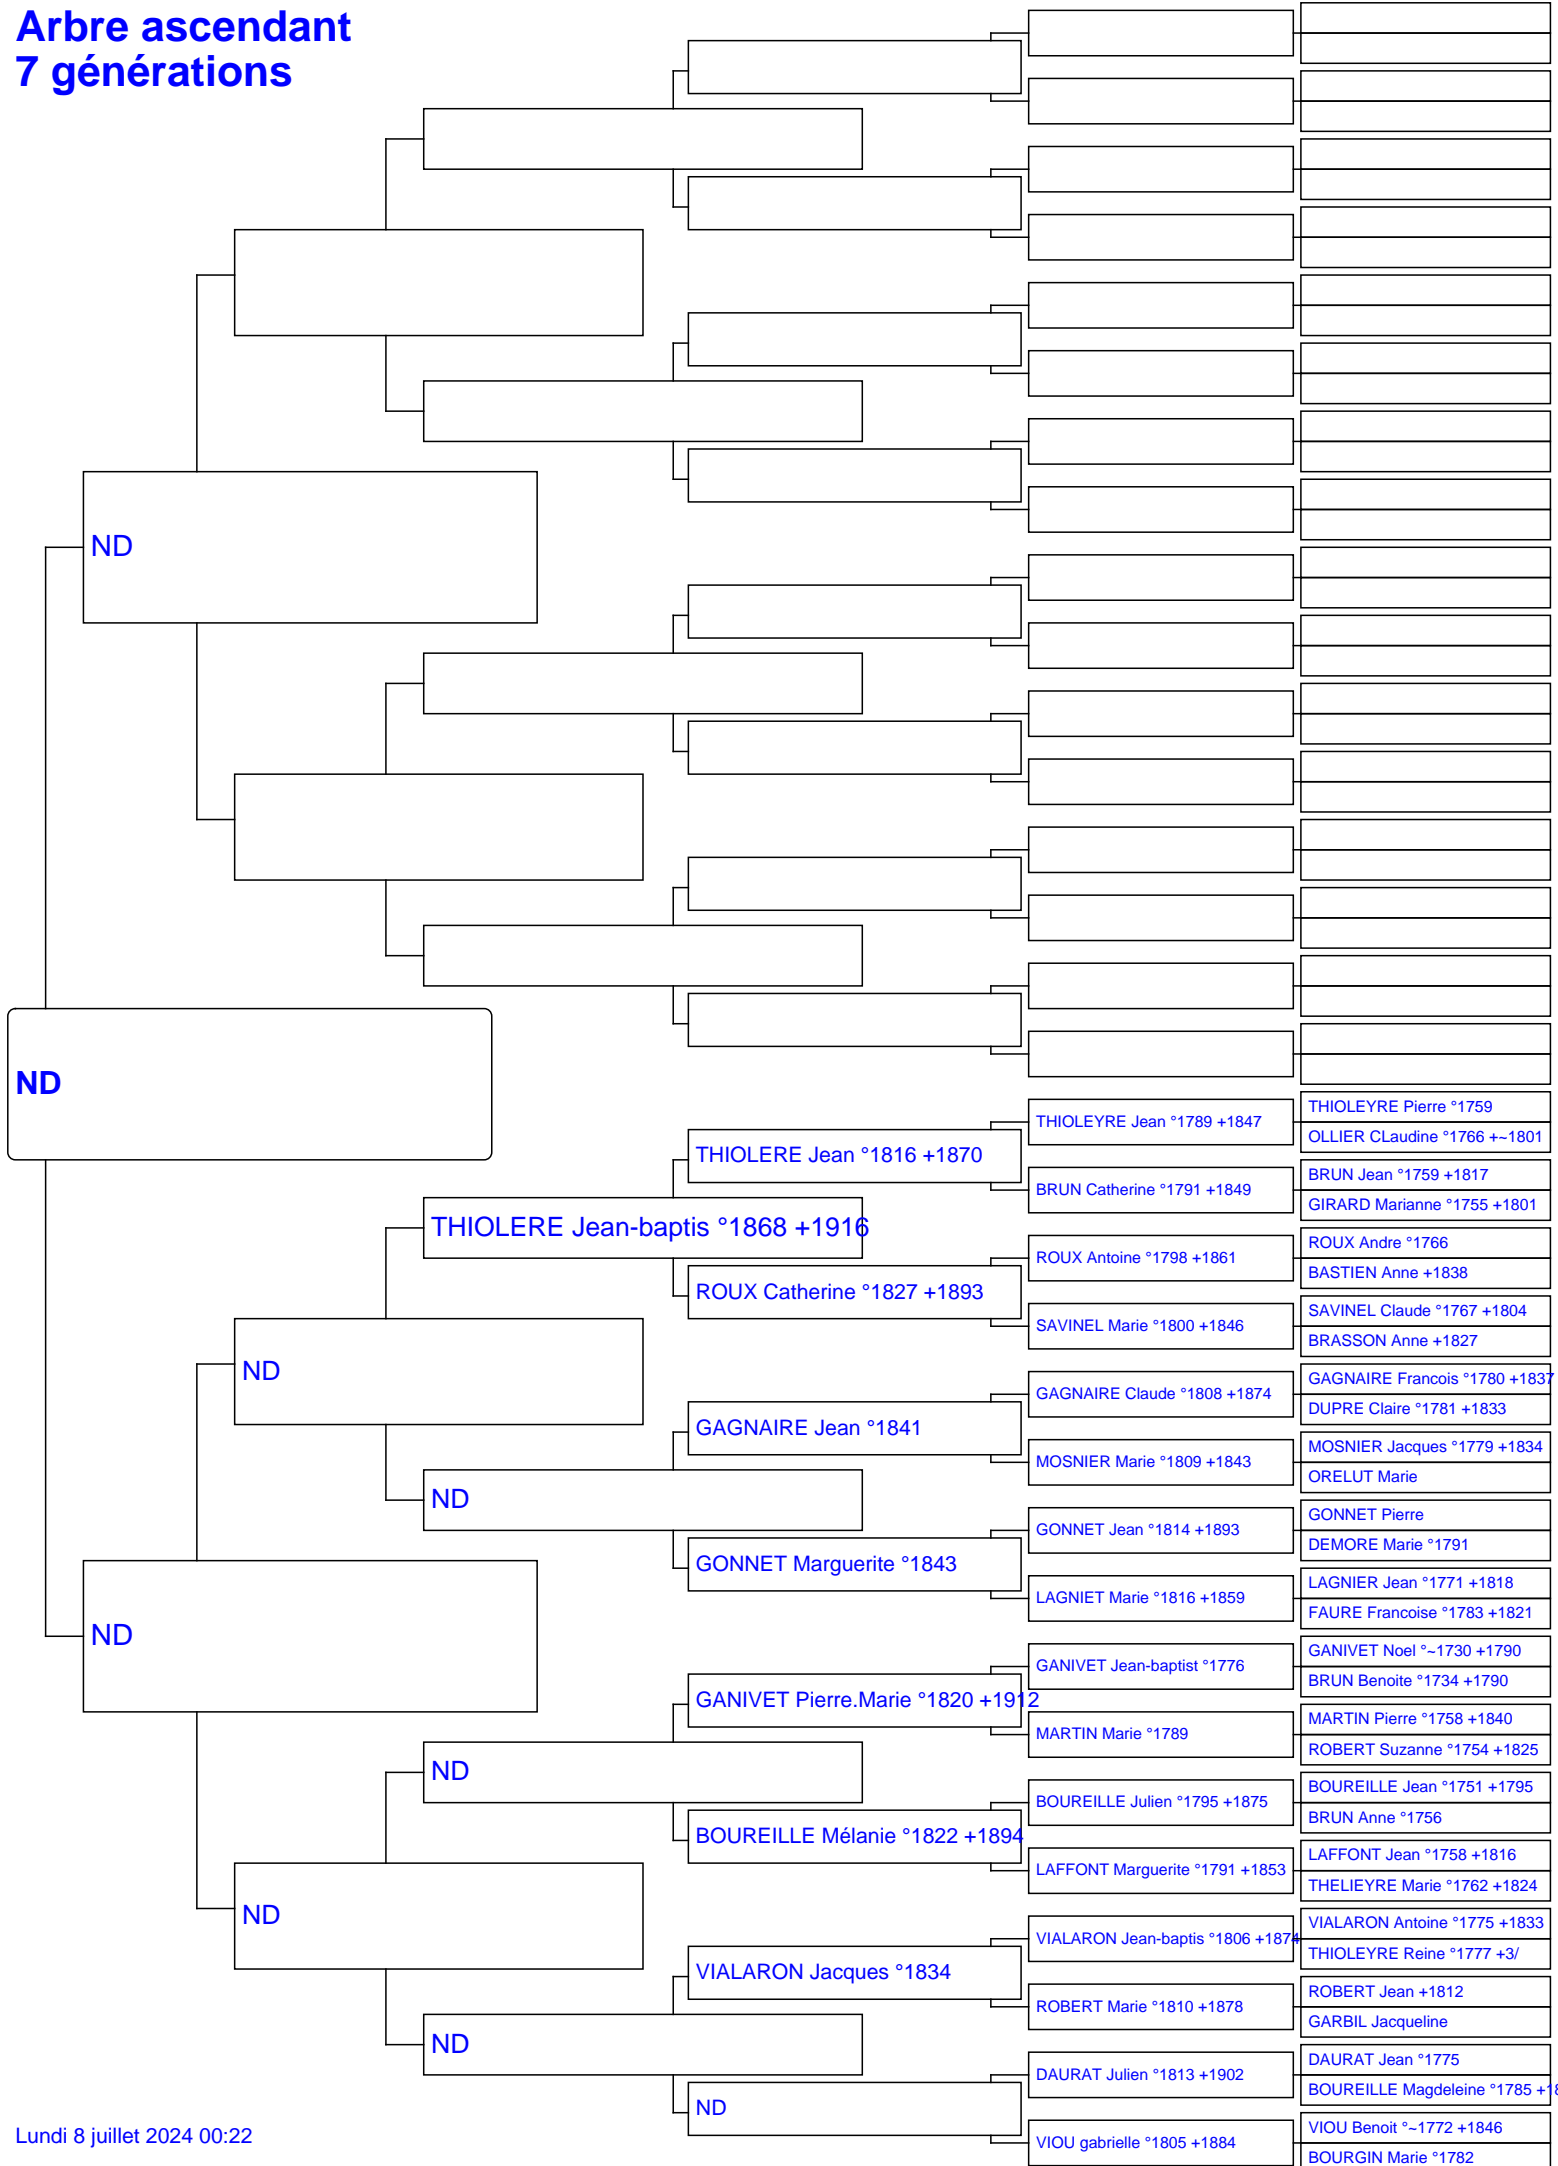 Arbre ascendant
7 générations
ND
ND
THIOLEYRE Pierre °1759
THIOLEYRE Jean °1789 +1847
OLLIER CLaudine °1766 +~1801
THIOLERE Jean °1816 +1870
BRUN Jean °1759 +1817
BRUN Catherine °1791 +1849
GIRARD Marianne °1755 +1801
THIOLERE Jean-baptis °1868 +1916
ROUX Andre °1766
ROUX Antoine °1798 +1861
BASTIEN Anne +1838
ROUX Catherine °1827 +1893
SAVINEL Claude °1767 +1804
SAVINEL Marie °1800 +1846
BRASSON Anne +1827
ND
GAGNAIRE Francois °1780 +1837
GAGNAIRE Claude °1808 +1874
DUPRE Claire °1781 +1833
GAGNAIRE Jean °1841
MOSNIER Jacques °1779 +1834
MOSNIER Marie °1809 +1843
ORELUT Marie
ND
GONNET Pierre
GONNET Jean °1814 +1893
DEMORE Marie °1791
GONNET Marguerite °1843
LAGNIER Jean °1771 +1818
LAGNIET Marie °1816 +1859
FAURE Francoise °1783 +1821
ND
GANIVET Noel °~1730 +1790
GANIVET Jean-baptist °1776
BRUN Benoite °1734 +1790
GANIVET Pierre.Marie °1820 +1912
MARTIN Pierre °1758 +1840
MARTIN Marie °1789
ROBERT Suzanne °1754 +1825
ND
BOUREILLE Jean °1751 +1795
BOUREILLE Julien °1795 +1875
BRUN Anne °1756
BOUREILLE Mélanie °1822 +1894
LAFFONT Jean °1758 +1816
LAFFONT Marguerite °1791 +1853
THELIEYRE Marie °1762 +1824
ND
VIALARON Antoine °1775 +1833
VIALARON Jean-baptis °1806 +1874
THIOLEYRE Reine °1777 +3/
VIALARON Jacques °1834
ROBERT Jean +1812
ROBERT Marie °1810 +1878
GARBIL Jacqueline
ND
DAURAT Jean °1775
DAURAT Julien °1813 +1902
BOUREILLE Magdeleine °1785 +18
ND
VIOU Benoit °~1772 +1846
VIOU gabrielle °1805 +1884
BOURGIN Marie °1782
Lundi 8 juillet 2024 00:22